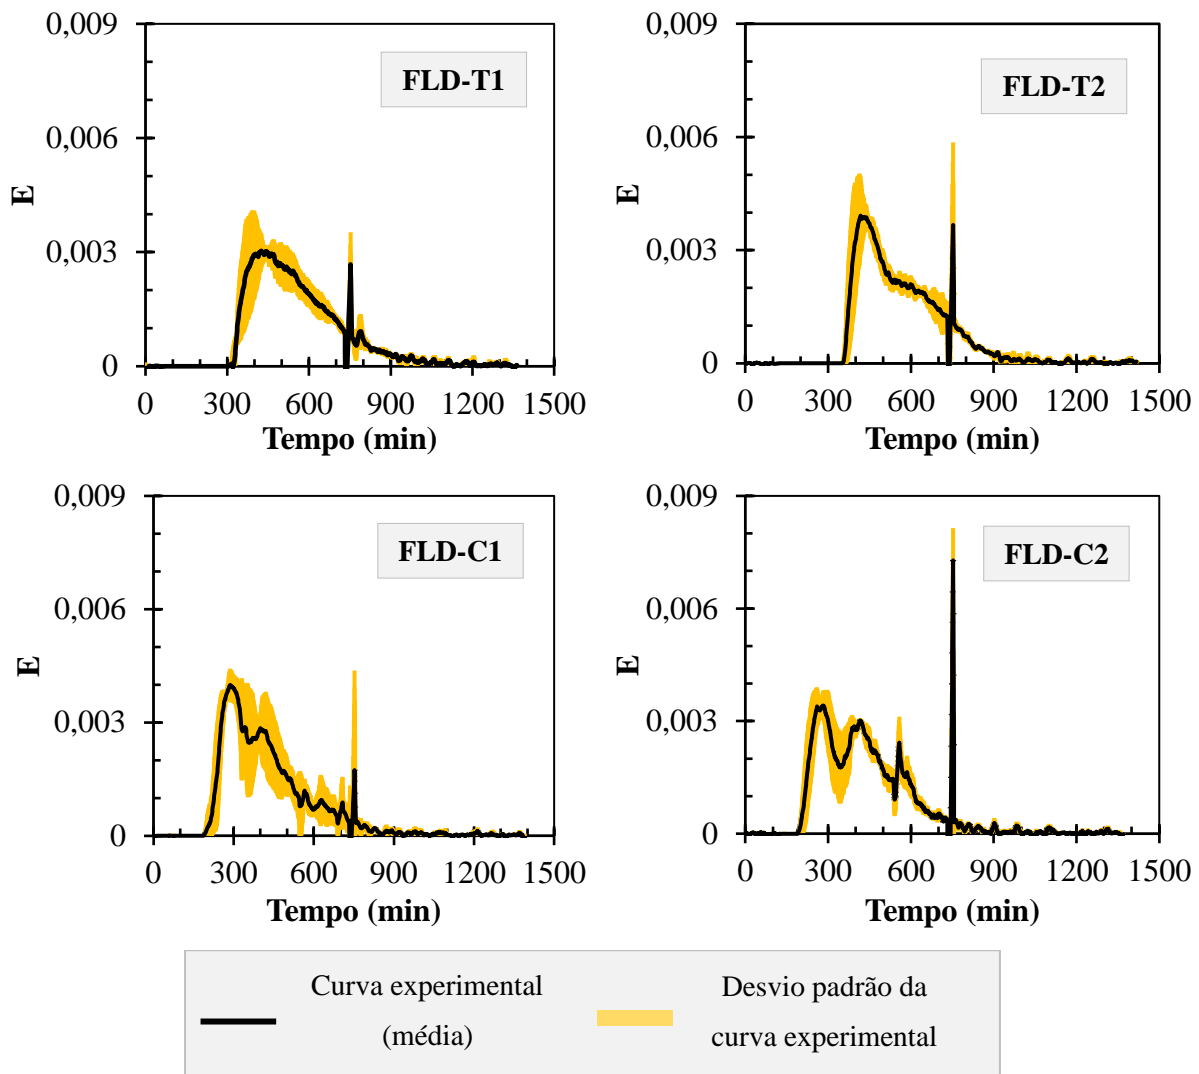 0,009
0,006
0,003
0
E
FLD-T1
0 300 600 900 1200 1500
Tempo (min)
0,009
0,006
0,003
0
E
FLD-T2
0 300 600 900 1200 1500
Tempo (min)
0,009
0,006
0,003
0
E
FLD-C1
0 300 600 900 1200 1500
Tempo (min)
0,009
0,006
0,003
0
E
FLD-C2
0 300 600 900 1200 1500
Tempo (min)
Curva experimental
(média)
Desvio padrão da
curva experimental